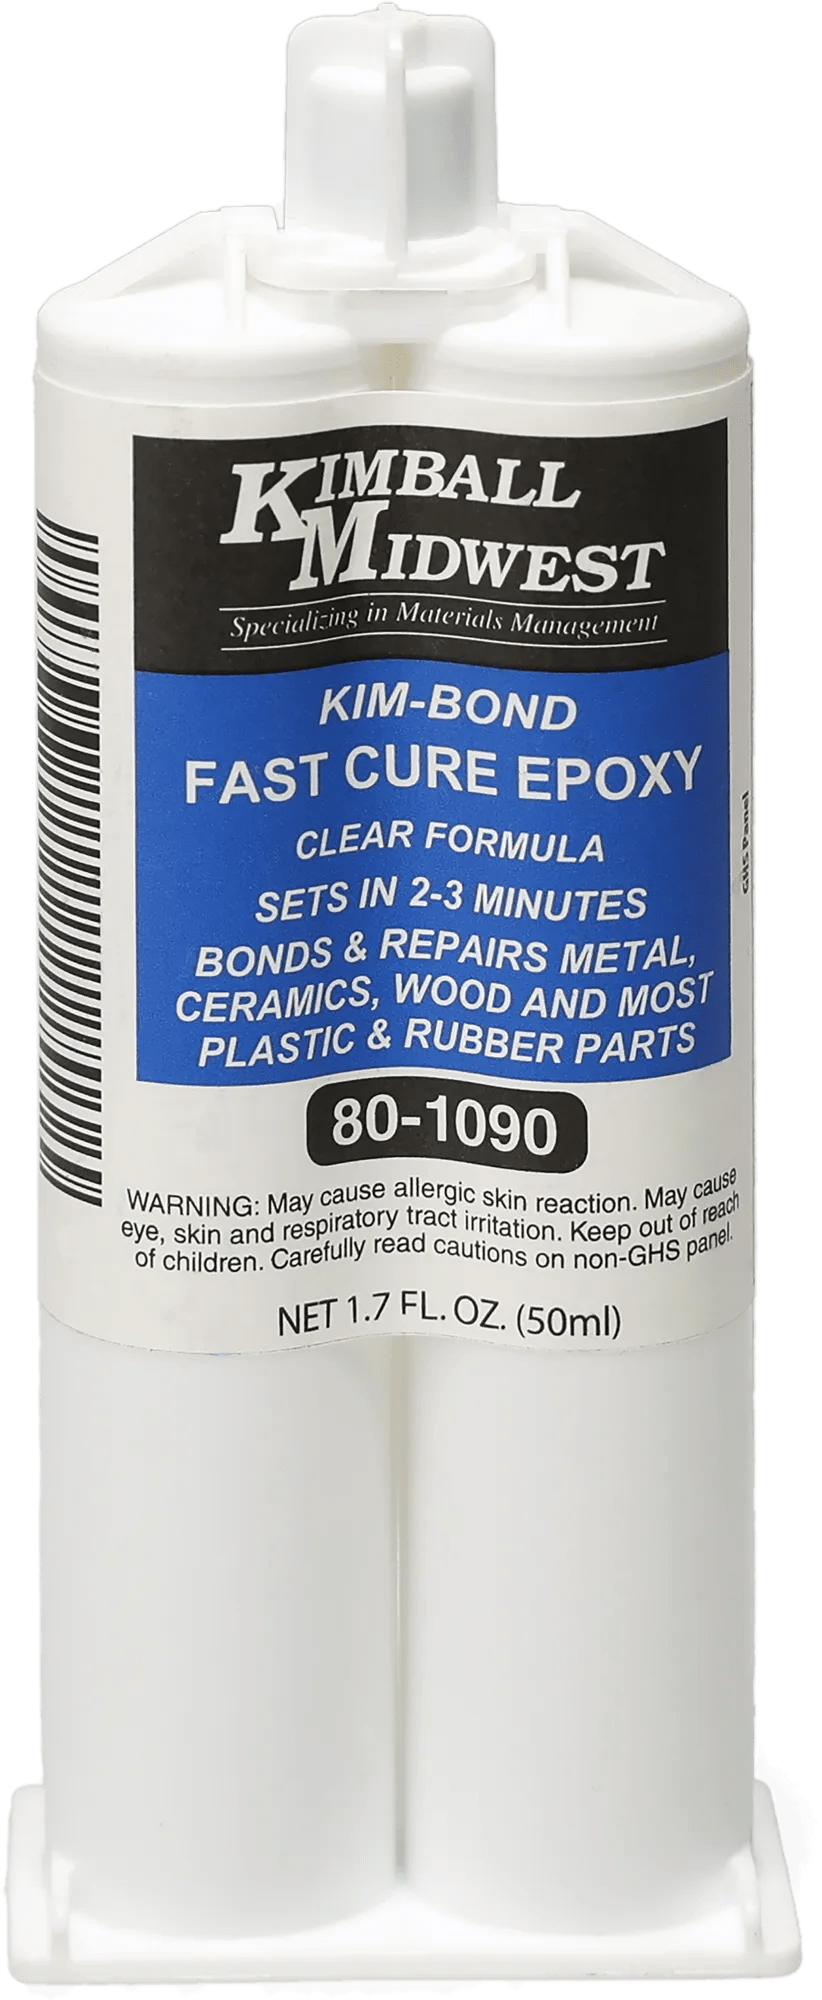 KIMBALL
MIDWEST
Specializing in Materials Management
KIM-BOND
FAST CURE EPOXY
CLEAR FORMULA
SETS IN 2-3 MINUTES
BONDS & REPAIRS METAL,
CERAMICS, WOOD AND MOST
PLASTIC & RUBBER PARTS
80-1090
WARNING: May cause allergic skin reaction. May cause
eye, skin and respiratory tract irritation. Keep out of reach
of children. Carefully read cautions on non-GHS panel.
NET 1.7 FL. OZ. (50ml)
GHS Panel